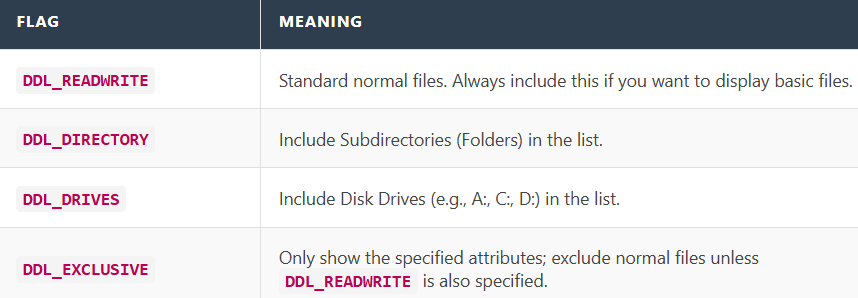 FLAG MEANING
DDL_READWRITE Standard normal files. Always include this if you want to display basic files.
DDL_DIRECTORY Include Subdirectories (Folders) in the list.
DDL_DRIVES Include Disk Drives (e.g., A:, C:, D:) in the list.
DDL_EXCLUSIVE Only show the specified attributes; exclude normal files unless
DDL_READWRITE is also specified.